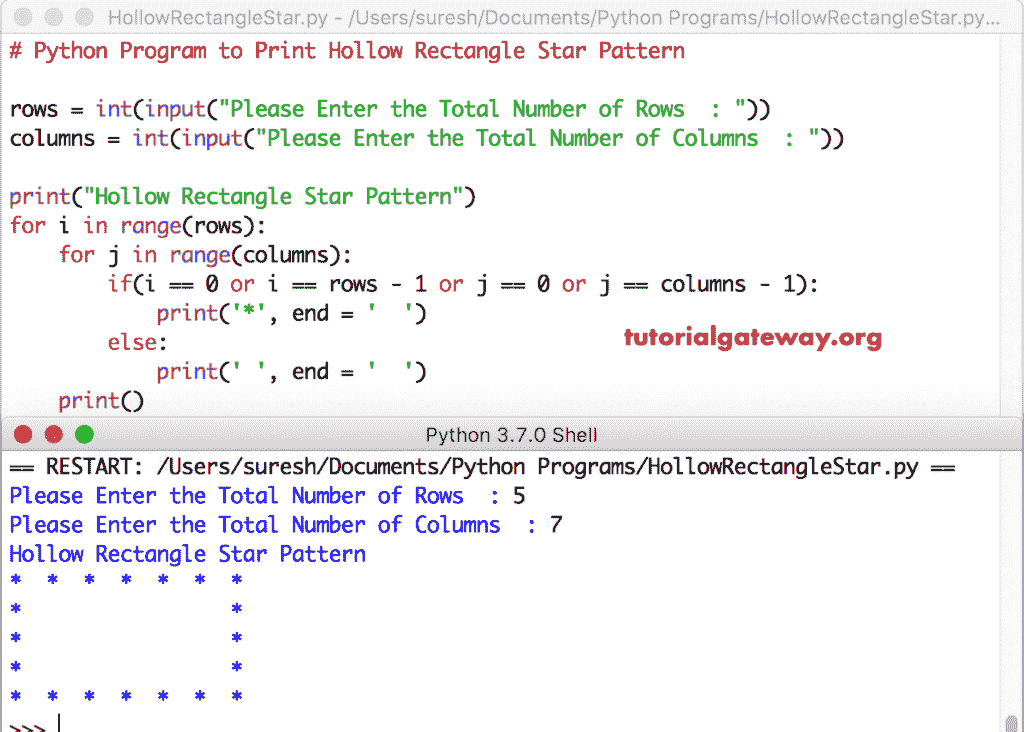 HollowRectangleStar.py - /Users/suresh/Documents/Python Programs/HollowRectangleStar.py...
# Python Program to Print Hollow Rectangle Star Pattern
rows = int(input("Please Enter the Total Number of Rows  : "))
columns = int(input("Please Enter the Total Number of Columns  : "))
print("Hollow Rectangle Star Pattern")
for i in range(rows):
    for j in range(columns):
        if(i == 0 or i == rows - 1 or j == 0 or j == columns - 1):
            print('*', end = '  ')
        else:
            print(' ', end = '  ')
    print()
tutorialgateway.org
Python 3.7.0 Shell
== RESTART: /Users/suresh/Documents/Python Programs/HollowRectangleStar.py ==
Please Enter the Total Number of Rows  : 5
Please Enter the Total Number of Columns  : 7
Hollow Rectangle Star Pattern
*  *  *  *  *  *  *
*                 *
*                 *
*                 *
*  *  *  *  *  *  *
>>>